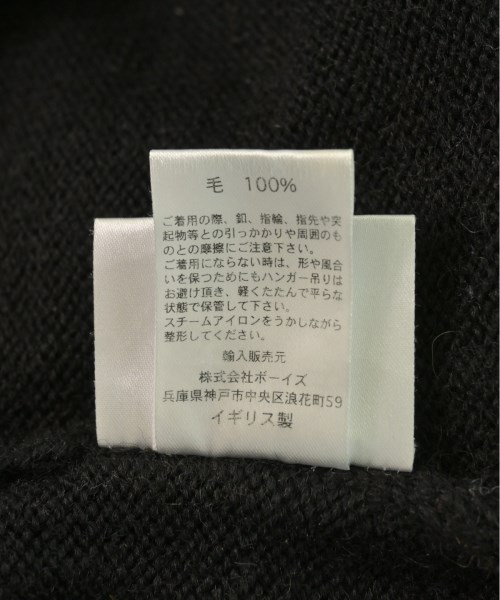 毛 100%
ご着用の際、釦、指輪、指先や突
起物等との引っかかりや周囲のも
のとの摩擦にご注意下さい。
ご着用にならない時は、形や風合
いを保つためにもハンガー吊りは
お避け頂き、軽くたたんで平らな
状態で保管して下さい。
スチームアイロンをうかしながら
整形してください。
輸入販売元
株式会社ボーイズ
兵庫県神戸市中央区浪花町59
イギリス製